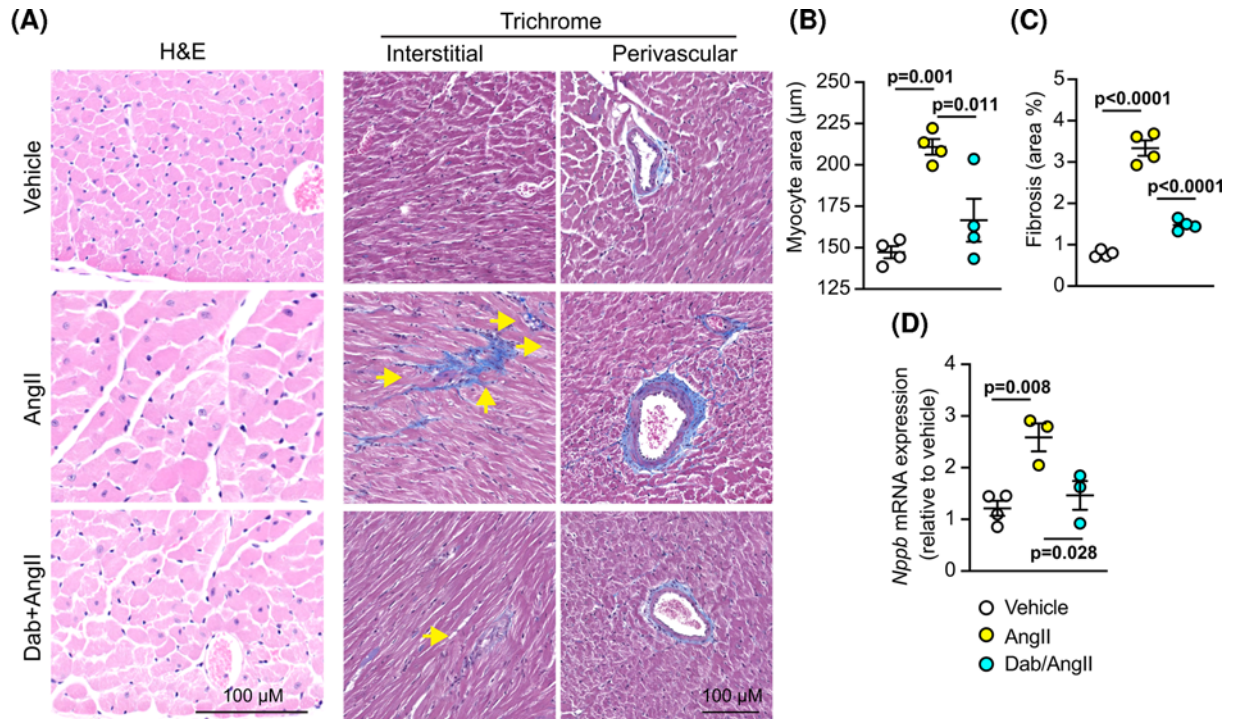 (A)
Trichrome
H&E
Interstitial
Perivascular
Vehicle
AngII
Dab+AngII
100 µM
100 µM
(B)
Myocyte area (µm)
250
225
200
175
150
125
p=0.001
p=0.011
(C)
Fibrosis (area %)
5
4
3
2
1
0
p<0.0001
p<0.0001
(D)
Nppb mRNA expression
(relative to vehicle)
4
3
2
1
0
p=0.008
p=0.028
Vehicle
AngII
Dab/AngII